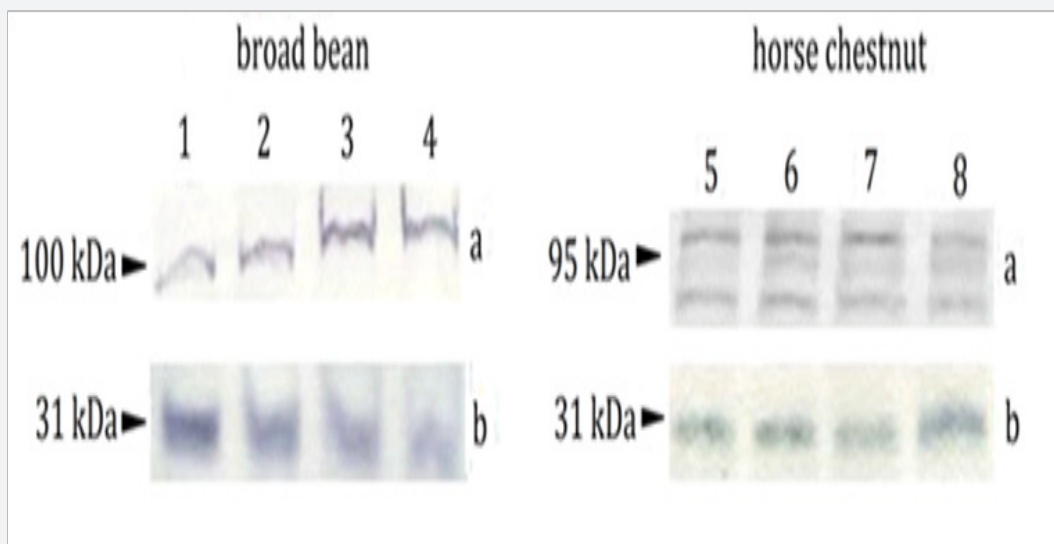 broad bean
1 2 3 4
100 kDa
a
31 kDa
b
horse chestnut
5 6 7 8
95 kDa
a
31 kDa
b